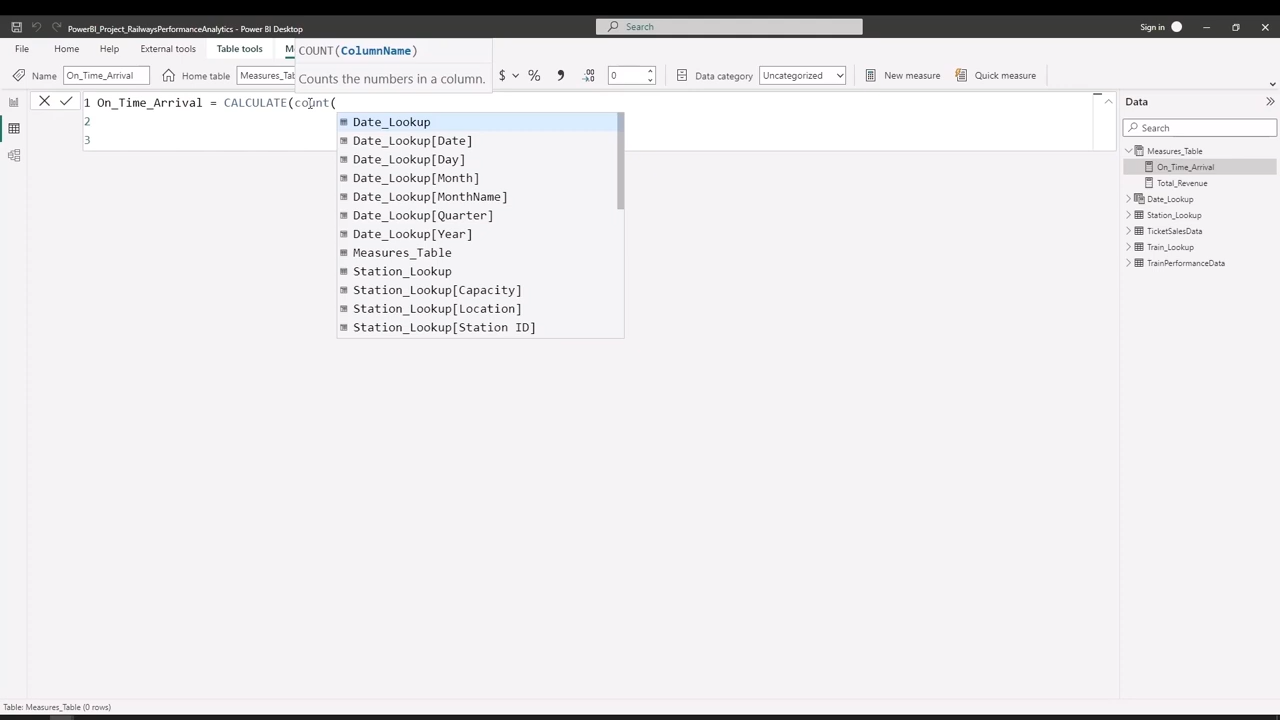 PowerBI_Project_RailwaysPerformanceAnalytics - Power BI Desktop
Search
Sign in
File
Home
Help
External tools
Table tools
Me
COUNT(ColumnName)
Counts the numbers in a column.
Name
On_Time_Arrival
Home table
Measures_Tab
$
%
0
Data category
Uncategorized
New measure
Quick measure
1 On_Time_Arrival = CALCULATE(count(
2
3
Date_Lookup
Date_Lookup[Date]
Date_Lookup[Day]
Date_Lookup[Month]
Date_Lookup[MonthName]
Date_Lookup[Quarter]
Date_Lookup[Year]
Measures_Table
Station_Lookup
Station_Lookup[Capacity]
Station_Lookup[Location]
Station_Lookup[Station ID]
Data
Search
Measures_Table
On_Time_Arrival
Total_Revenue
Date_Lookup
Station_Lookup
TicketSalesData
Train_Lookup
TrainPerformanceData
Table: Measures_Table (0 rows)